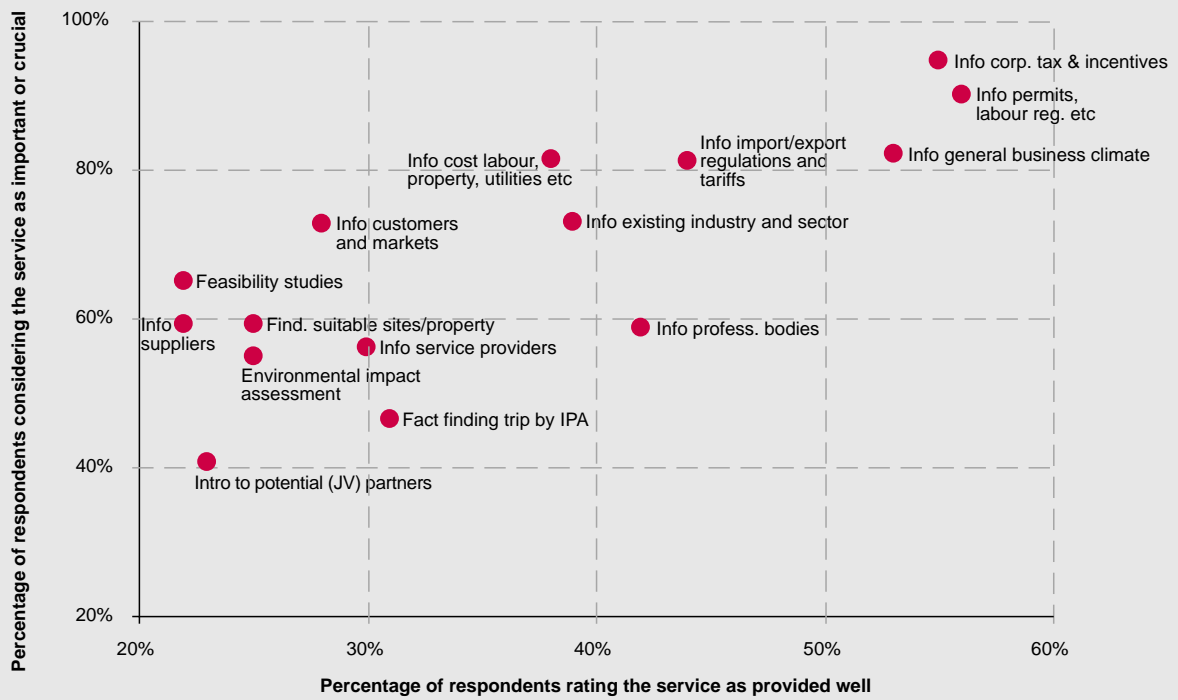 Percentage of respondents considering the service as important or crucial
100%
80%
60%
40%
20%
Info corp. tax & incentives
Info permits,
labour reg. etc
Info import/export
regulations and
tariffs
Info general business climate
Info cost labour,
property, utilities etc
Info customers
and markets
Info existing industry and sector
Feasibility studies
Info
suppliers
Find. suitable sites/property
Info profess. bodies
Info service providers
Environmental impact
assessment
Fact finding trip by IPA
Intro to potential (JV) partners
20%
30%
40%
50%
60%
Percentage of respondents rating the service as provided well